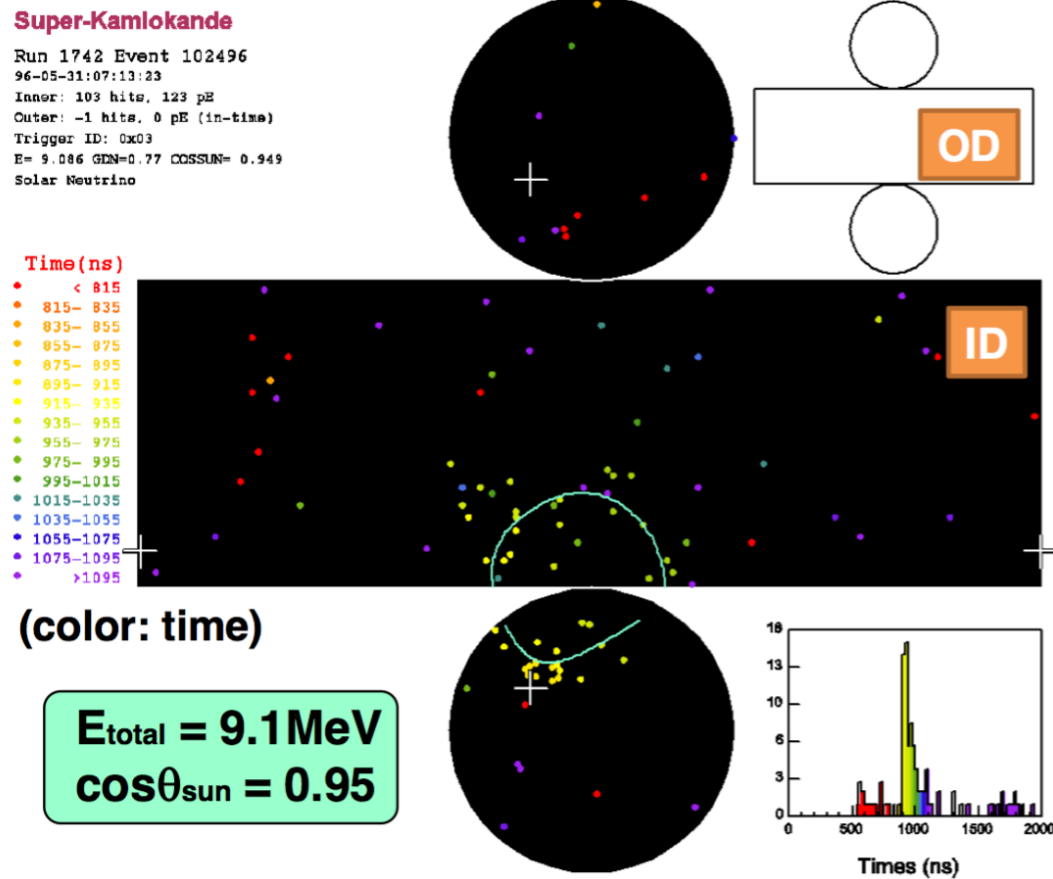 Super-Kamlokande
Run 1742 Event 102496
96-05-31:07:13:23
Inner: 103 hits, 123 pE
Outer: -1 hits, 0 pE (in-time)
Trigger ID: 0x03
E= 9.086 GDN=0.77 COSSUN= 0.949
Solar Neutrino
OD
Time(ns)
< 815
815- 835
835- 855
855- 875
875- 895
895- 915
915- 935
935- 955
955- 975
975- 995
995-1015
1015-1035
1035-1055
1055-1075
1075-1095
>1095
ID
(color: time)
Etotal = 9.1MeV
cosθsun = 0.95
16
13
10
6
3
0
0 500 1000 1500 2000
Times (ns)